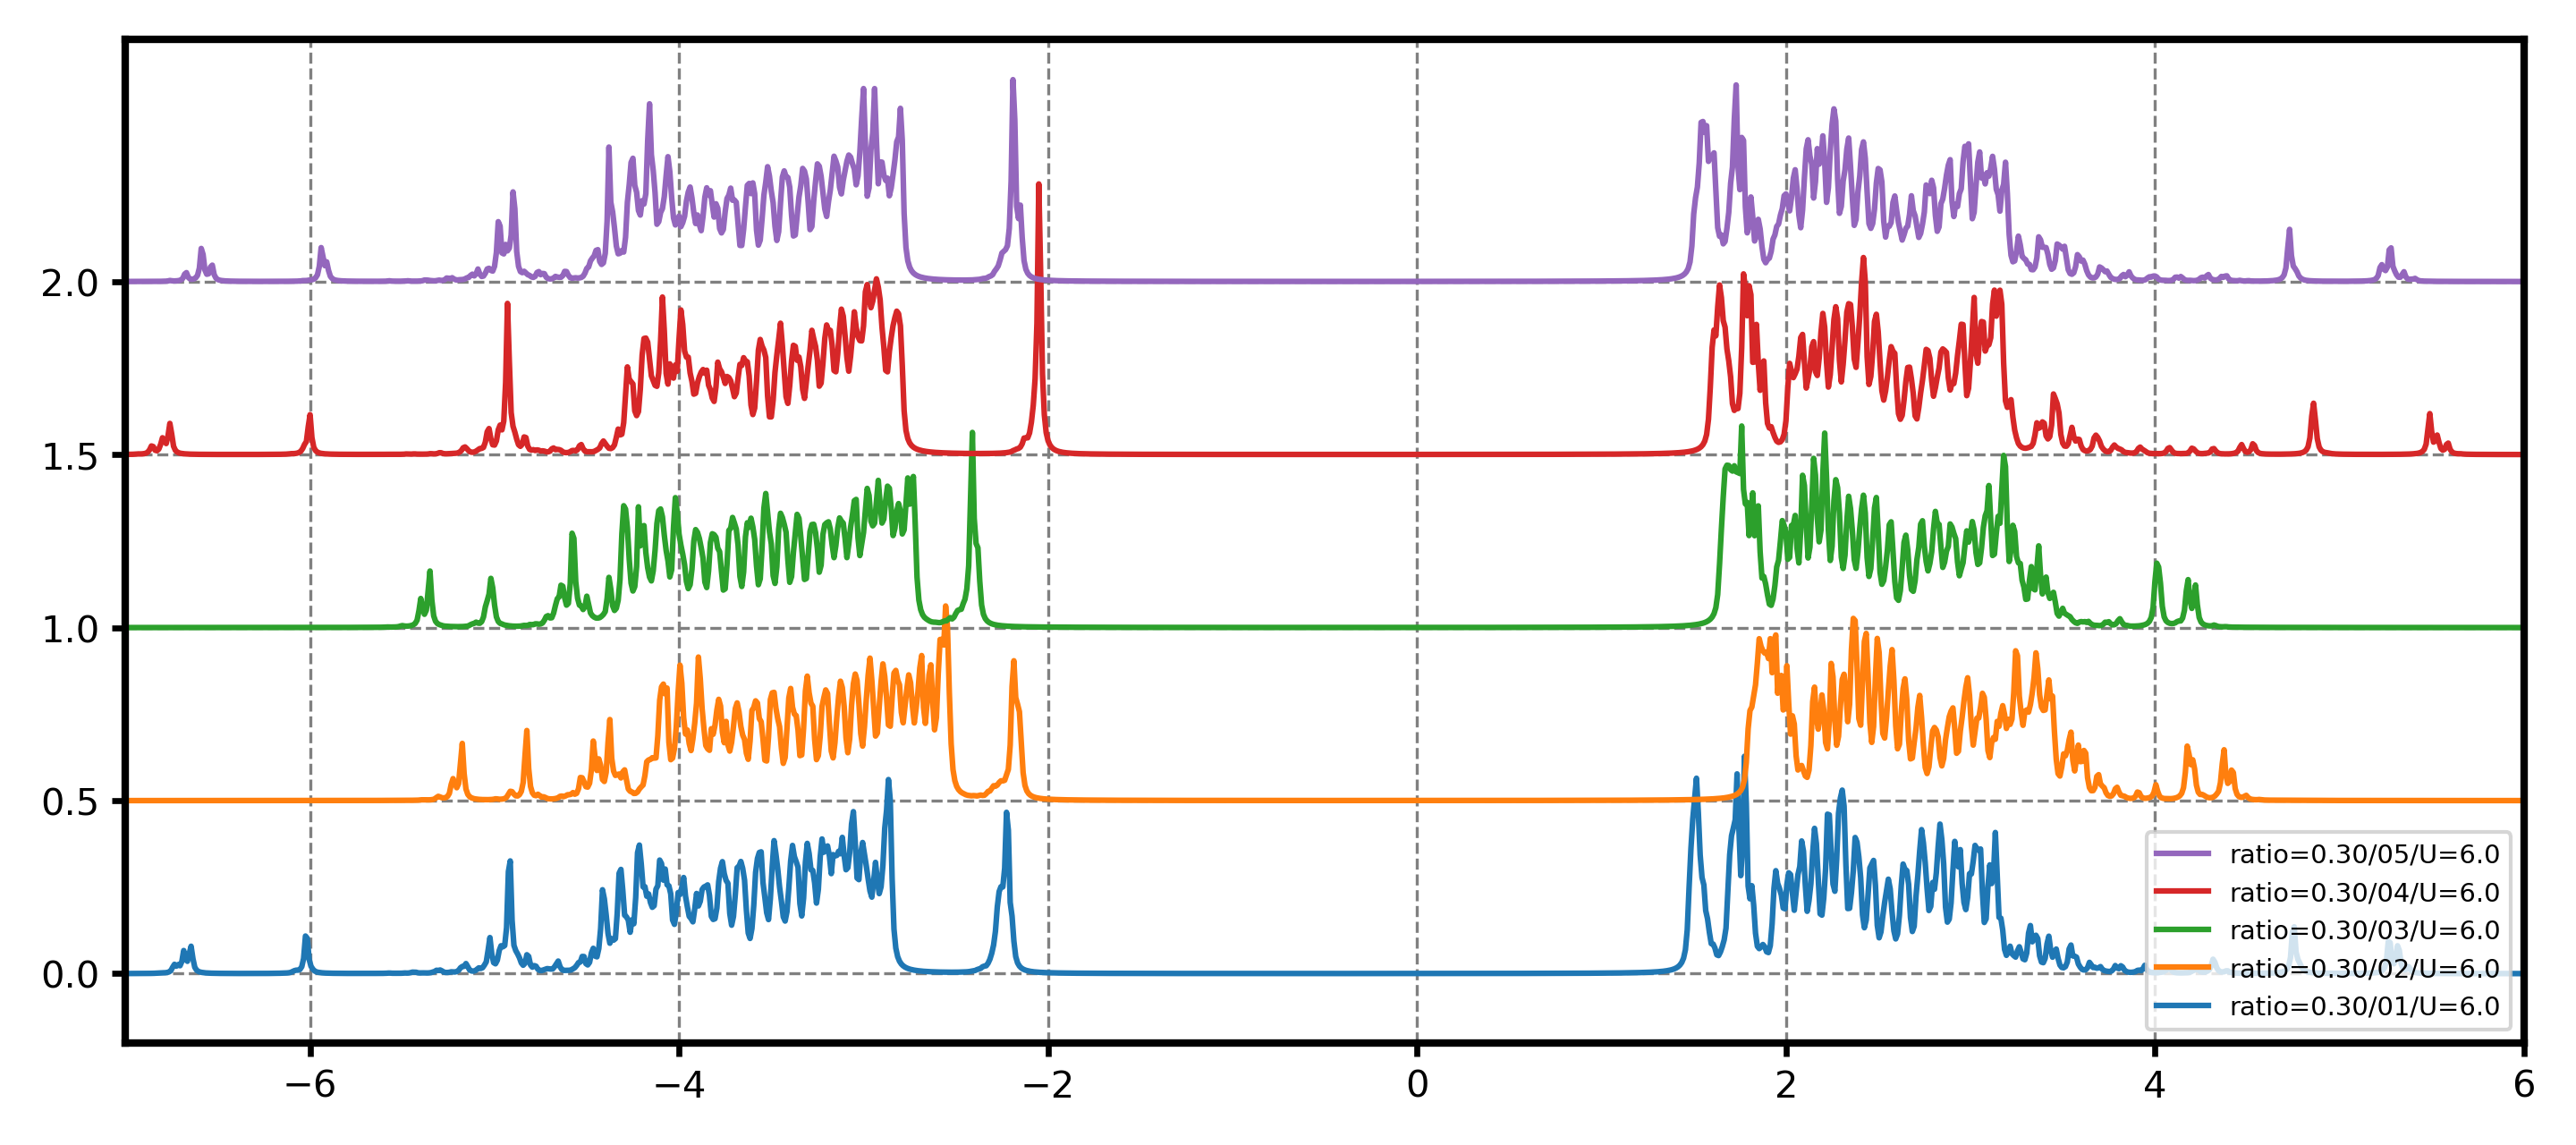 2.0
1.5
1.0
0.5
0.0
ratio=0.30/05/U=6.0
ratio=0.30/04/U=6.0
ratio=0.30/03/U=6.0
ratio=0.30/02/U=6.0
ratio=0.30/01/U=6.0
−6 −4 −2 0 2 4 6